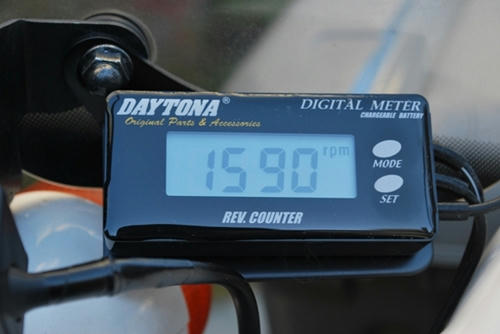 DAYTONA® DIGITAL METER
Original Parts & Accessories CHARGEABLE BATTERY
1590 rpm
MODE
SET
REV. COUNTER